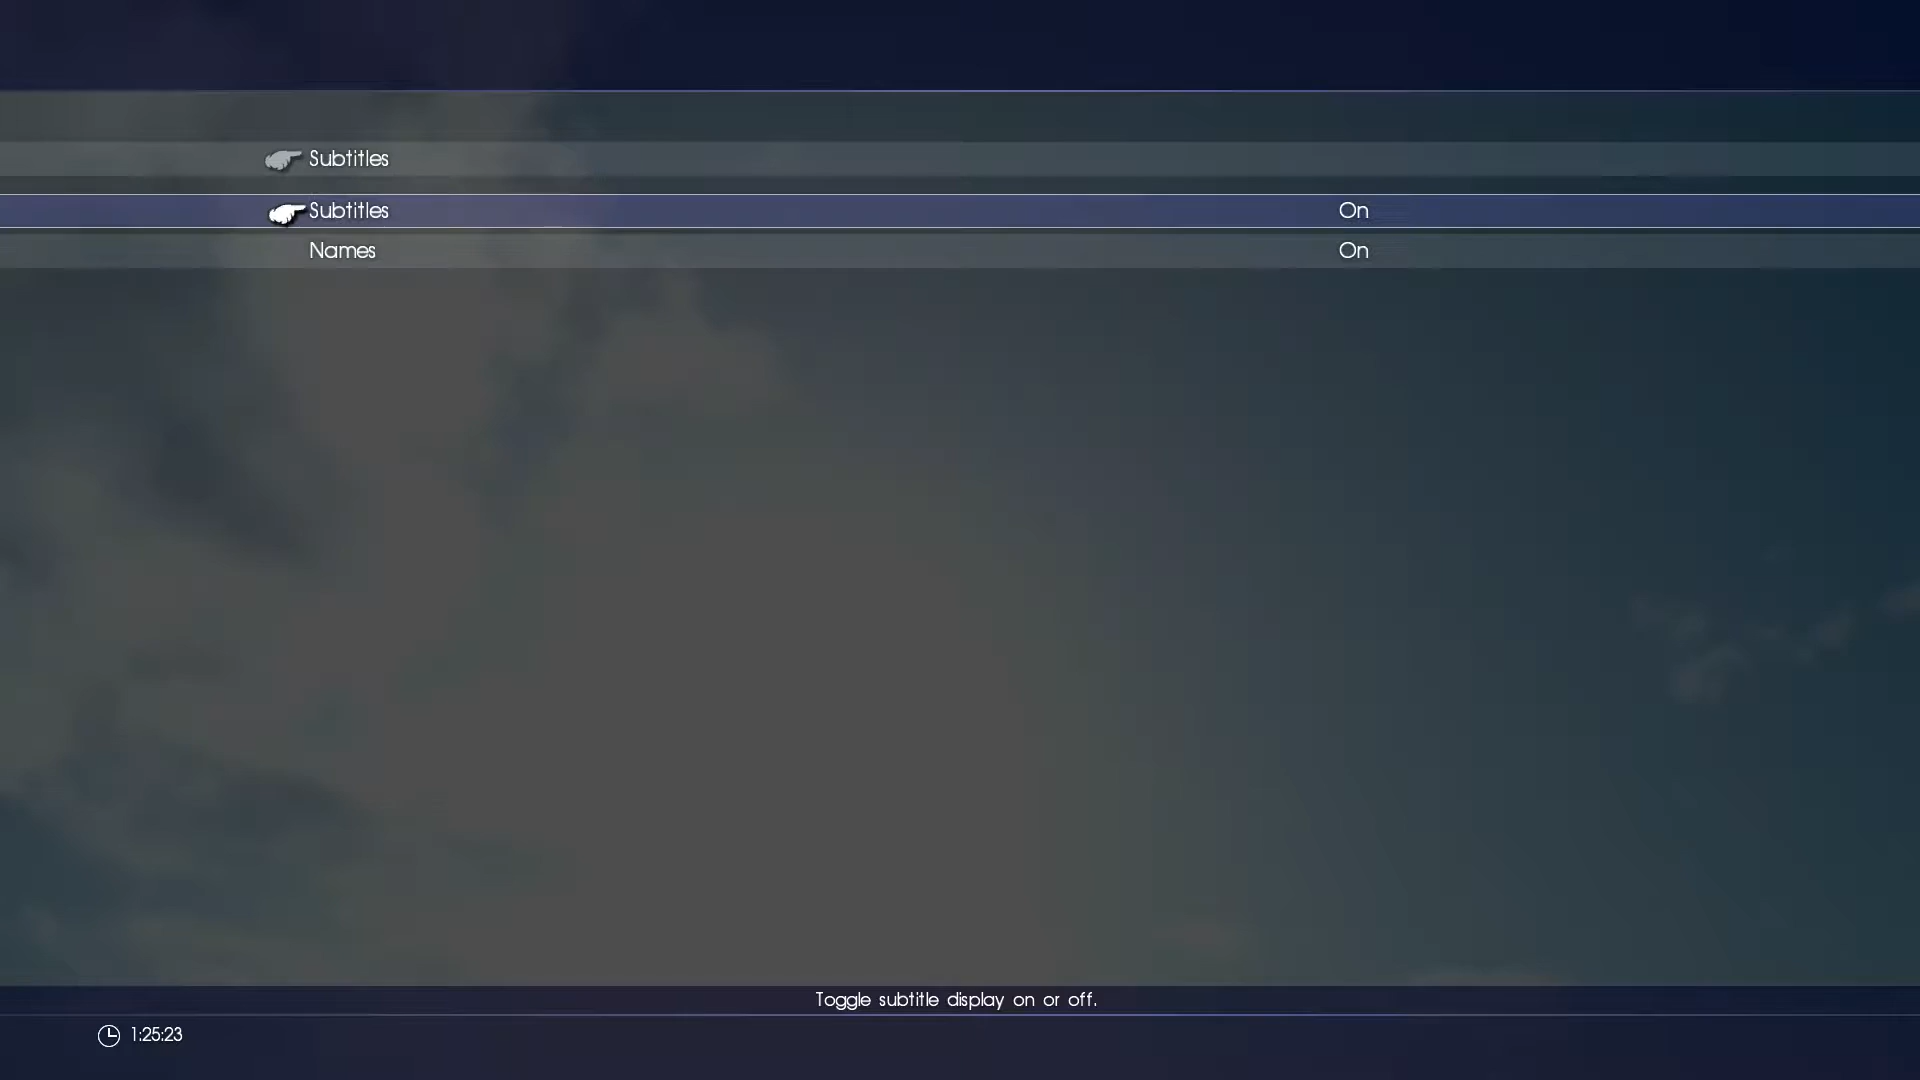 Subtitles
Subtitles On
Names On
Toggle subtitle display on or off.
1:25:23